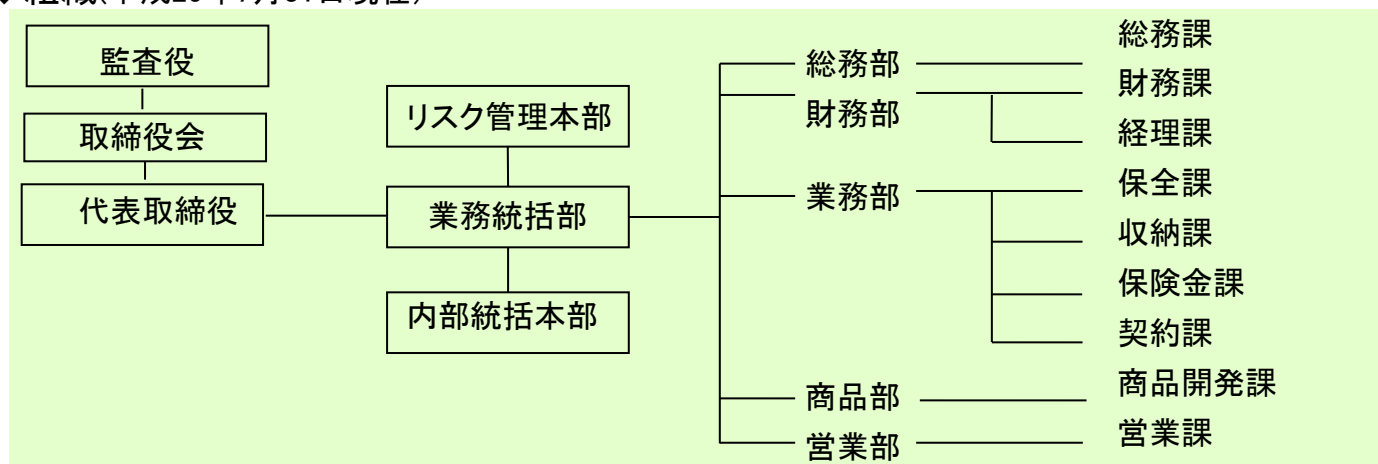 監査役
取締役会
代表取締役
リスク管理本部
業務統括部
内部統括本部
総務部
財務部
業務部
商品部
営業部
総務課
財務課
経理課
保全課
収納課
保険金課
契約課
商品開発課
営業課